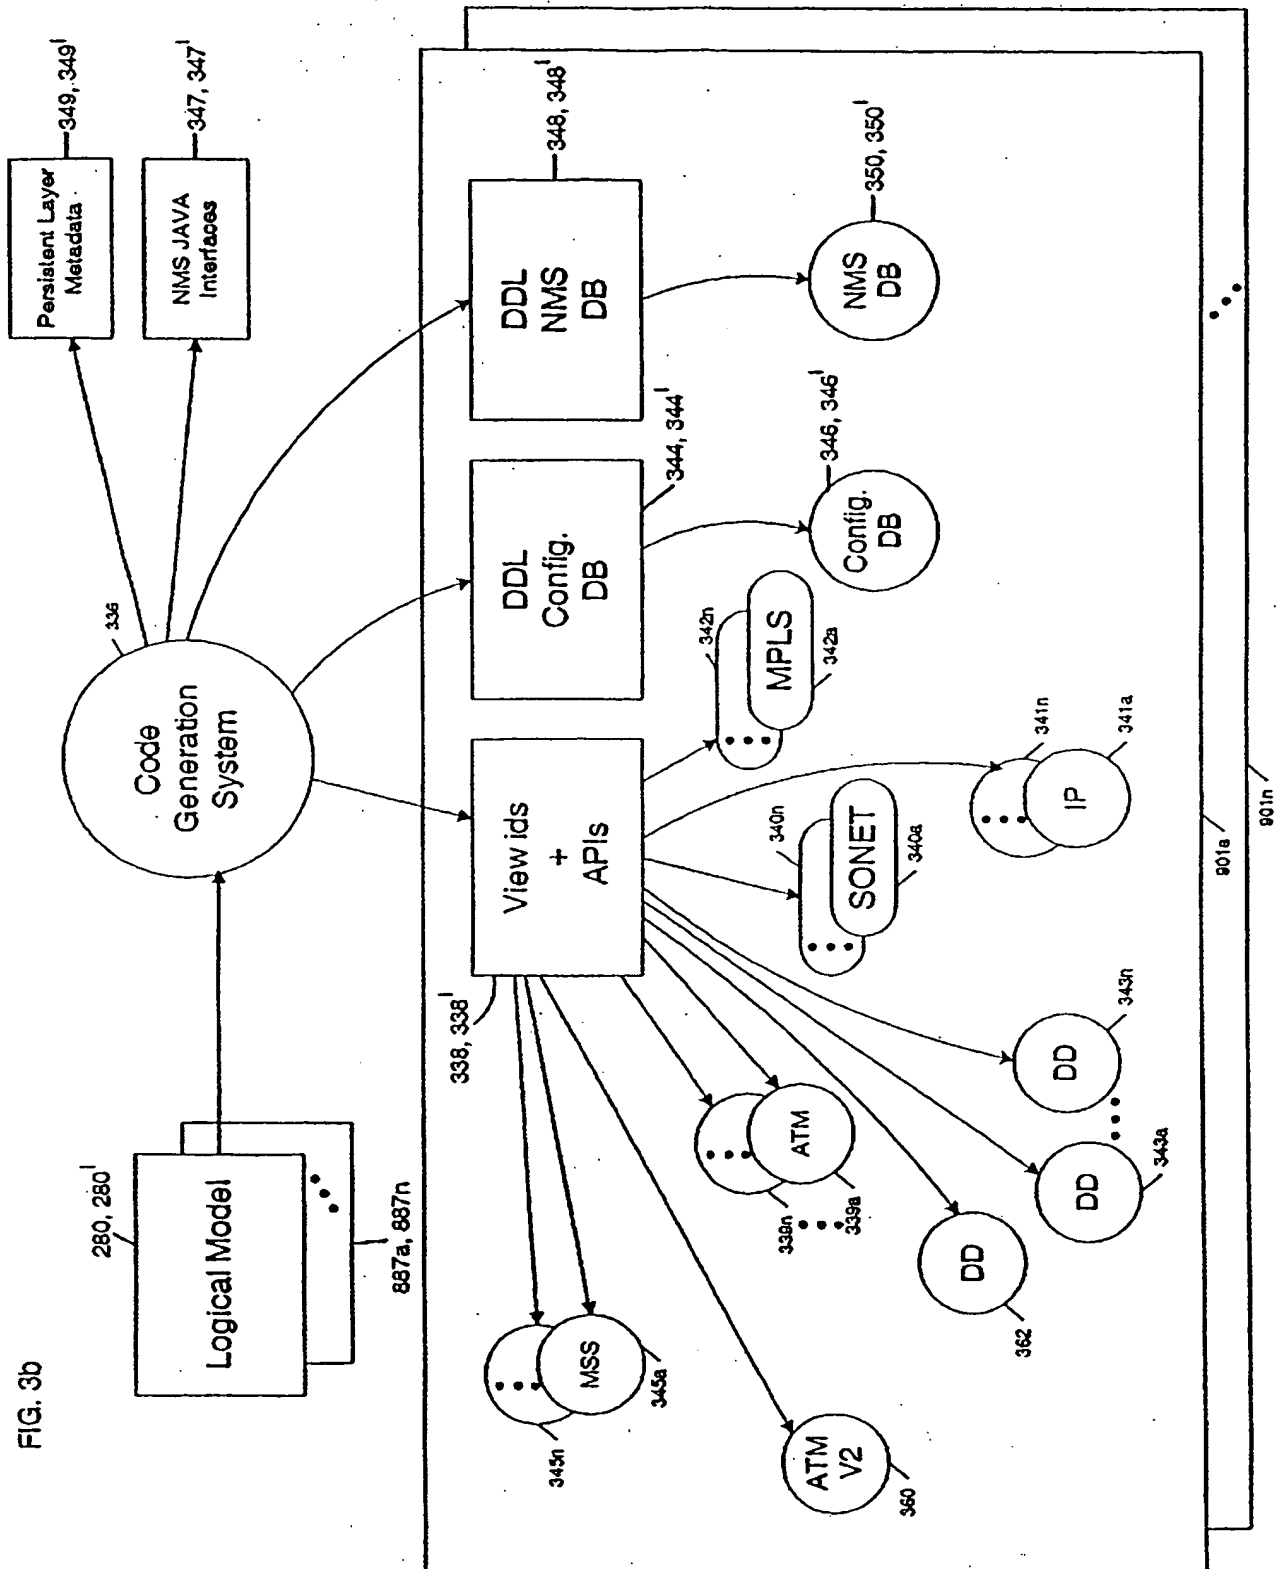 FIG. 3b
280, 280'
Logical Model
887a, 887n
Code
Generation
System
336
Persistent Layer
Metadata
349, 349'
NMS JAVA
Interfaces
347, 347'
338, 338'
View ids
+
APIs
DDL
Config.
DB
344, 344'
DDL
NMS
DB
348, 348'
NMS
DB
350, 350'
Config.
DB
346, 346'
342n
MPLS
342a
340n
SONET
340a
341n
IP
341a
345n
MSS
345a
ATM
V2
360
339n
ATM
339a
DD
362
DD
343a
DD
343n
901a
901n